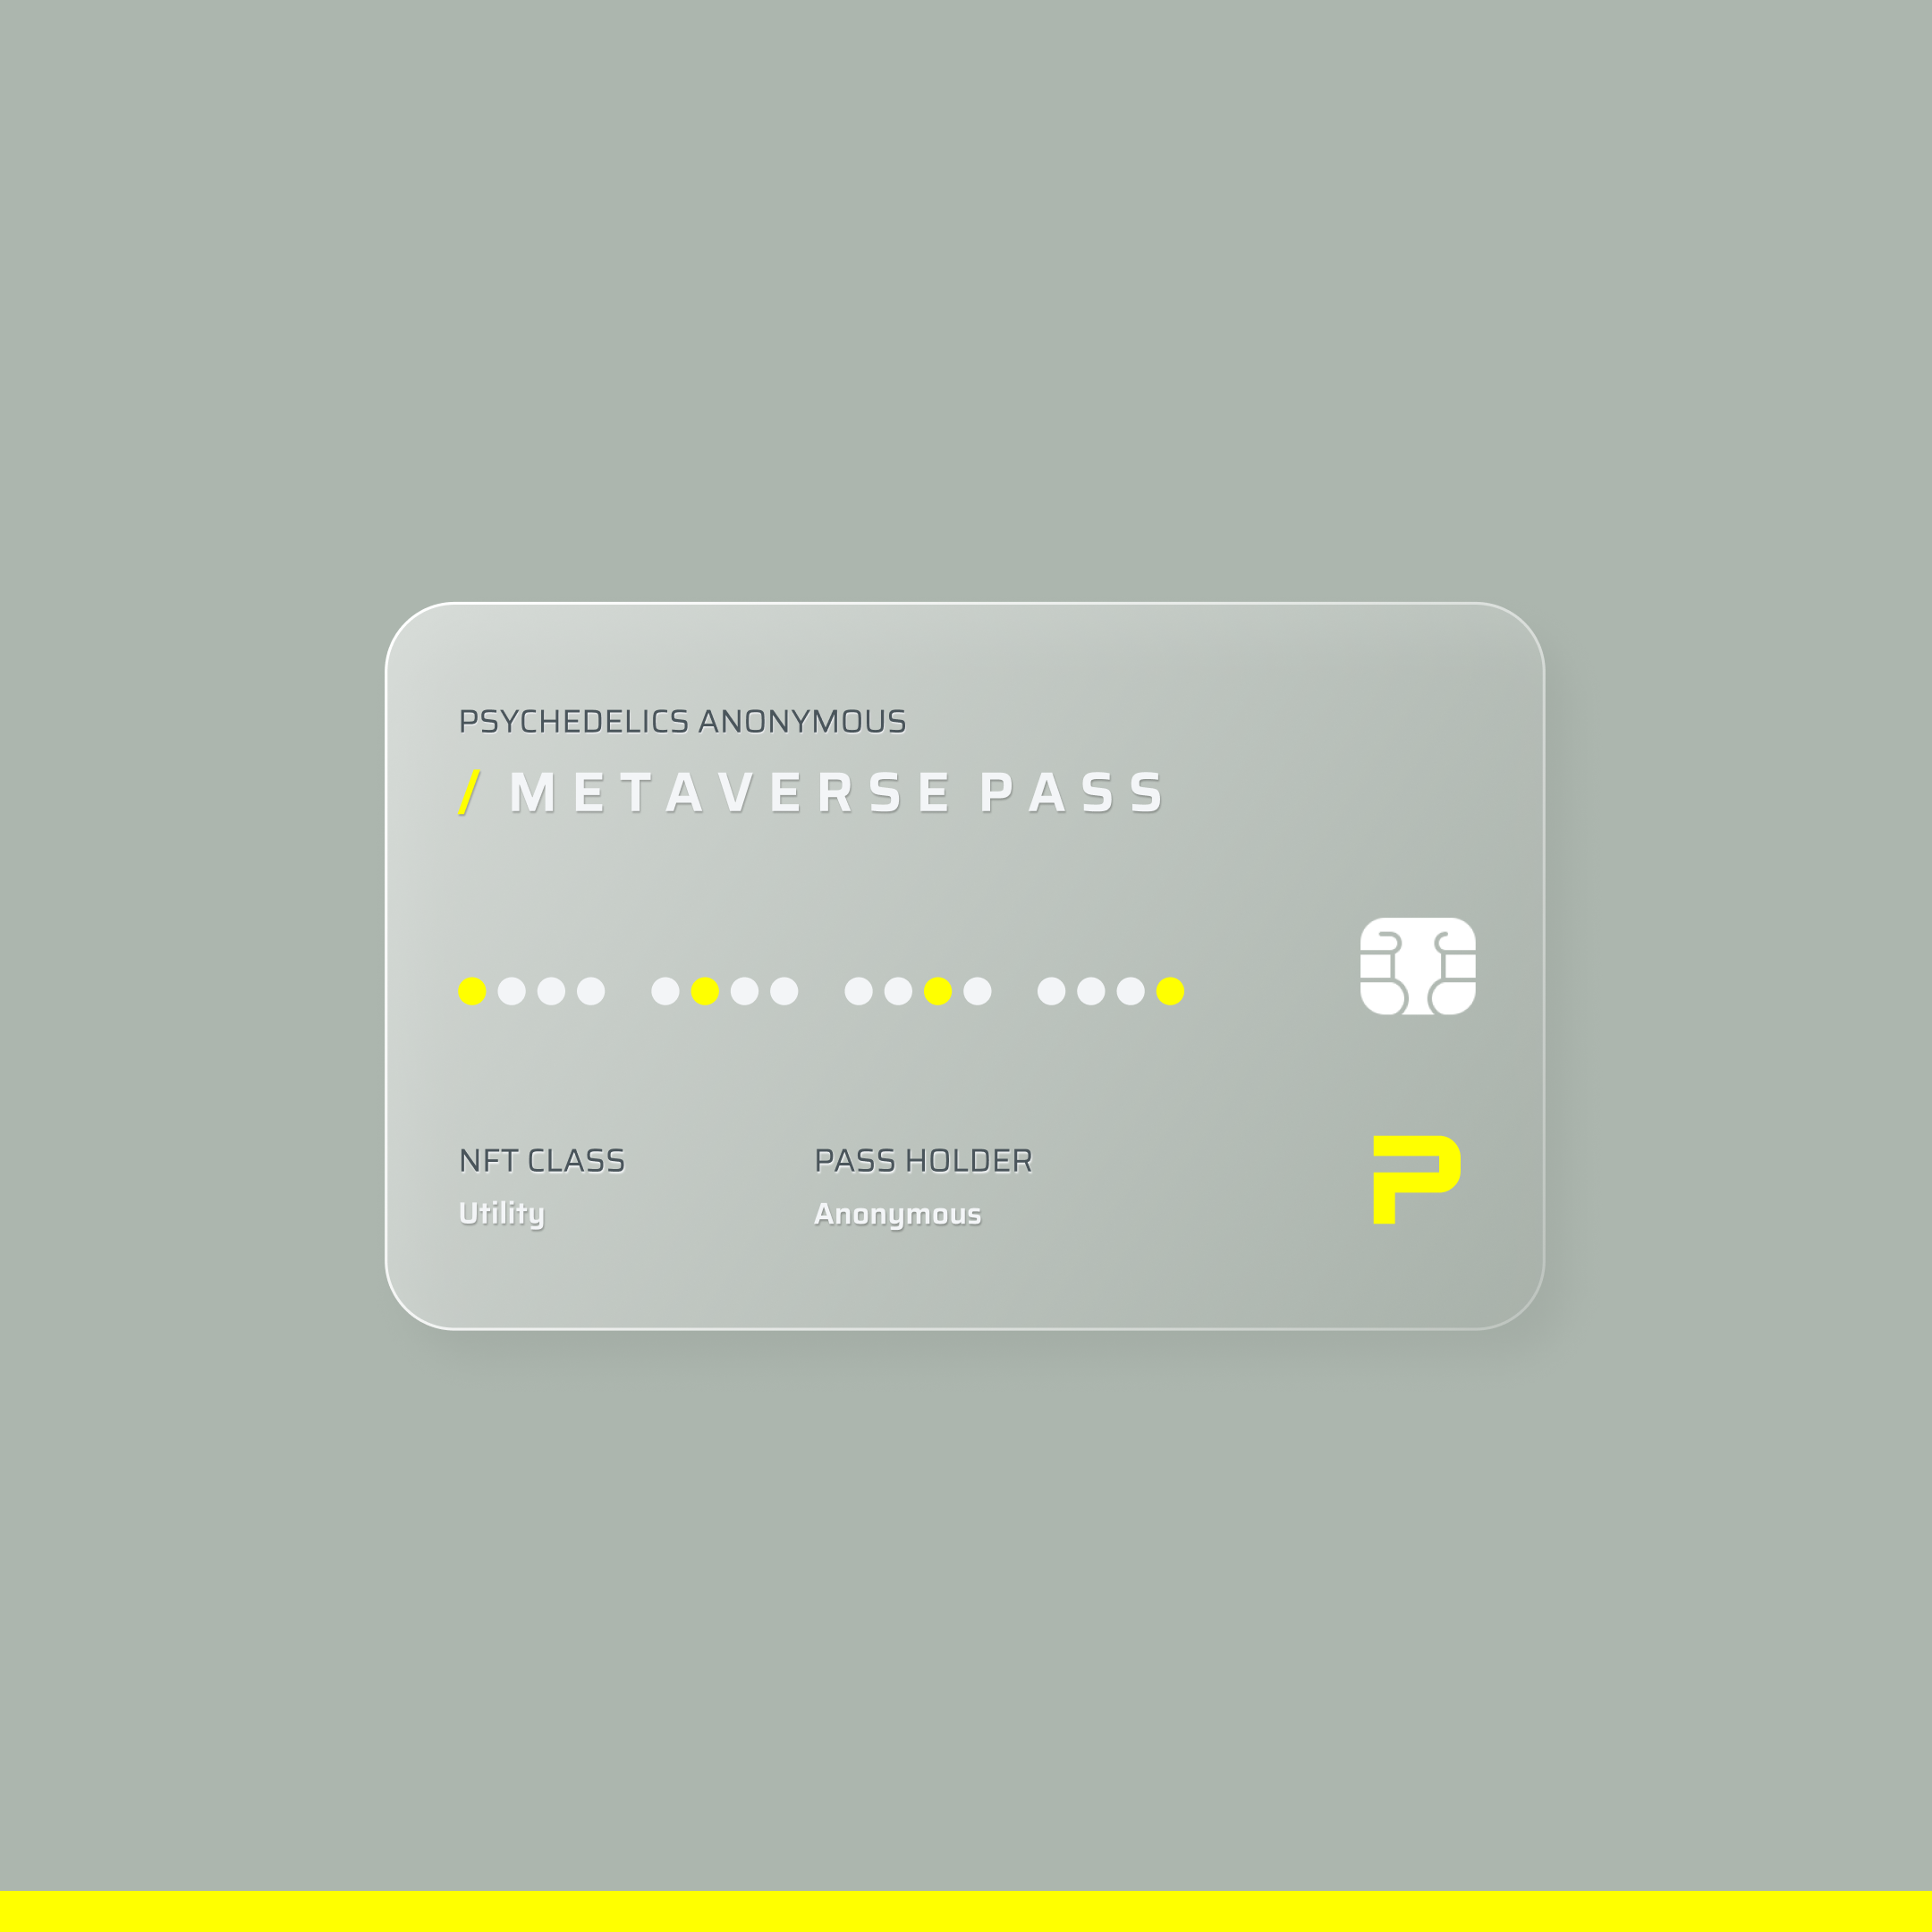 PSYCHEDELICS ANONYMOUS
/ METAVERSE PASS
NFT CLASS
PASS HOLDER
Utility
Anonymous
P